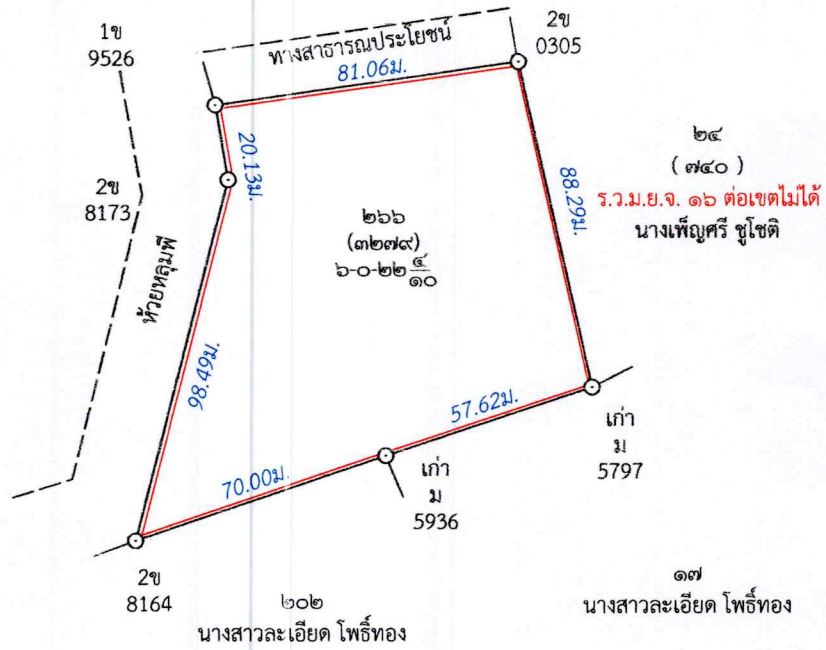 1ข
9526
ทางสาธารณประโยชน์
81.06ม.
2ข
0305
20.13ม.
2ข
8173
ห้วยหลุมพี
๒๖๖
(๓๒๗๙)
๖-๐-๒๒ ๔/๑๐
88.29ม.
๒๔
( ๗๔๐ )
ร.ว.ม.ย.จ. ๑๖ ต่อเขตไม่ได้
นางเพ็ญศรี ชูโชติ
98.49ม.
57.62ม.
70.00ม.
เก่า
ม
5936
เก่า
ม
5797
2ข
8164
๒๐๒
นางสาวละเอียด โพธิ์ทอง
๑๗
นางสาวละเอียด โพธิ์ทอง